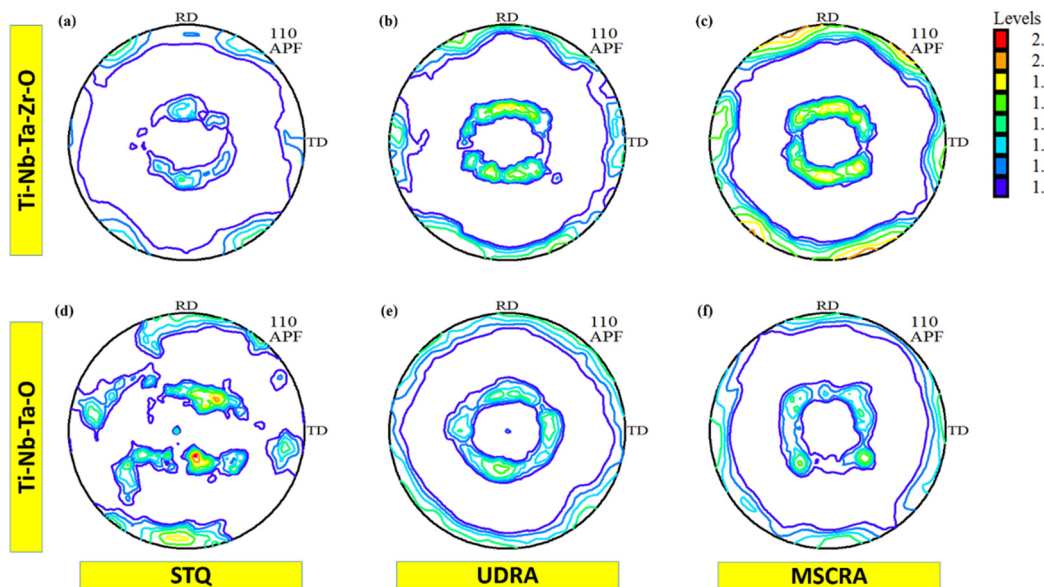 (a)
RD
110
APF
TD
(b)
RD
110
APF
TD
(c)
RD
110
APF
TD
Levels
2.
2.
1.
1.
1.
1.
1.
1.
Ti-Nb-Ta-Zr-O
(d)
RD
110
APF
TD
(e)
RD
110
APF
TD
(f)
RD
110
APF
TD
Ti-Nb-Ta-O
STQ
UDRA
MSCRA